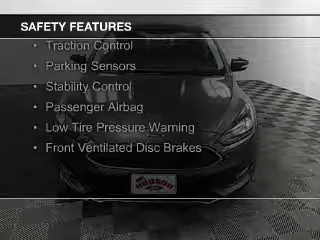 SAFETY FEATURES
• Traction Control
• Parking Sensors
• Stability Control
• Passenger Airbag
• Low Tire Pressure Warning
• Front Ventilated Disc Brakes